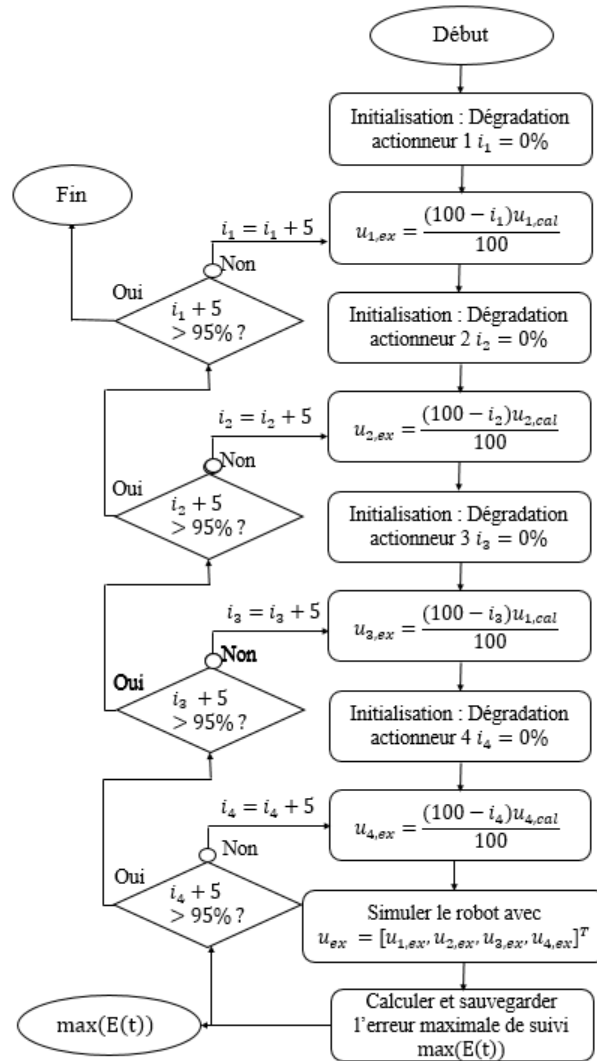 Début
Initialisation : Dégradation
actionneur 1 i₁ = 0%
Fin
i₁ = i₁ + 5
u₁,ₑₓ = (100 − i₁)u₁,cal / 100
Non
Oui
i₁ + 5
> 95% ?
Initialisation : Dégradation
actionneur 2 i₂ = 0%
i₂ = i₂ + 5
u₂,ₑₓ = (100 − i₂)u₂,cal / 100
Non
Oui
i₂ + 5
> 95% ?
Initialisation : Dégradation
actionneur 3 i₃ = 0%
i₃ = i₃ + 5
u₃,ₑₓ = (100 − i₃)u₁,cal / 100
Non
Oui
i₃ + 5
> 95% ?
Initialisation : Dégradation
actionneur 4 i₄ = 0%
i₄ = i₄ + 5
u₄,ₑₓ = (100 − i₄)u₄,cal / 100
Non
Oui
i₄ + 5
> 95% ?
Simuler le robot avec
uₑₓ = [u₁,ₑₓ, u₂,ₑₓ, u₃,ₑₓ, u₄,ₑₓ]ᵀ
Calculer et sauvegarder
l’erreur maximale de suivi
max(E(t))
max(E(t))